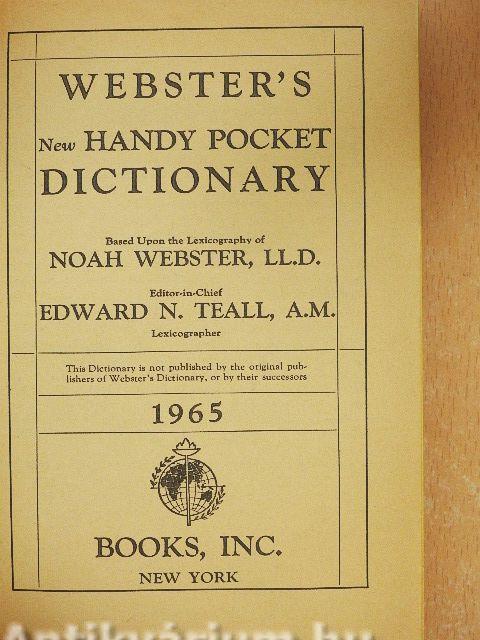 WEBSTER'S
New HANDY POCKET
DICTIONARY
Based Upon the Lexicography of
NOAH WEBSTER, LL.D.
Editor-in-Chief
EDWARD N. TEALL, A.M.
Lexicographer
This Dictionary is not published by the original pub-
lishers of Webster's Dictionary, or by their successors
1965
BOOKS, INC.
NEW YORK
Antikvárium.hu